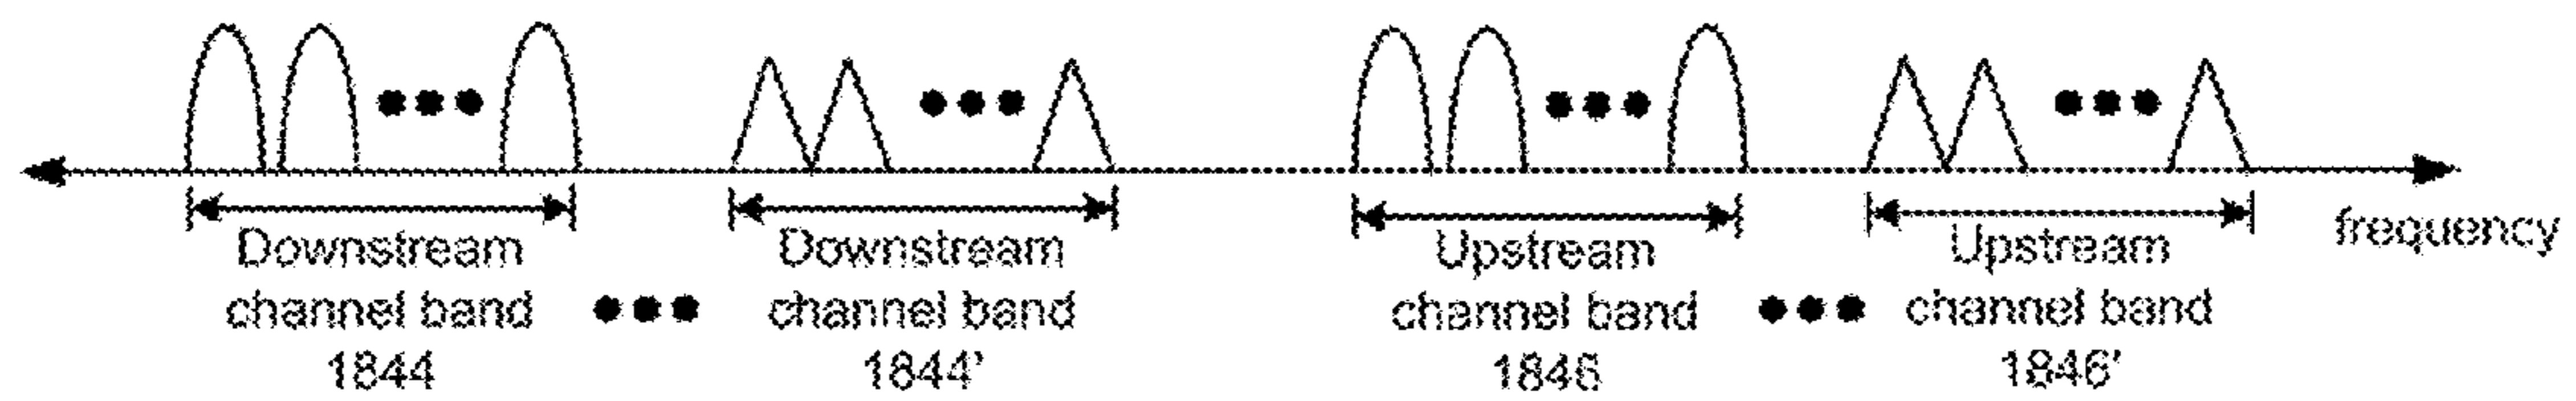 Downstream
channel band
1844
Downstream
channel band
1844'
Upstream
channel band
1846
Upstream
channel band
1846'
frequency